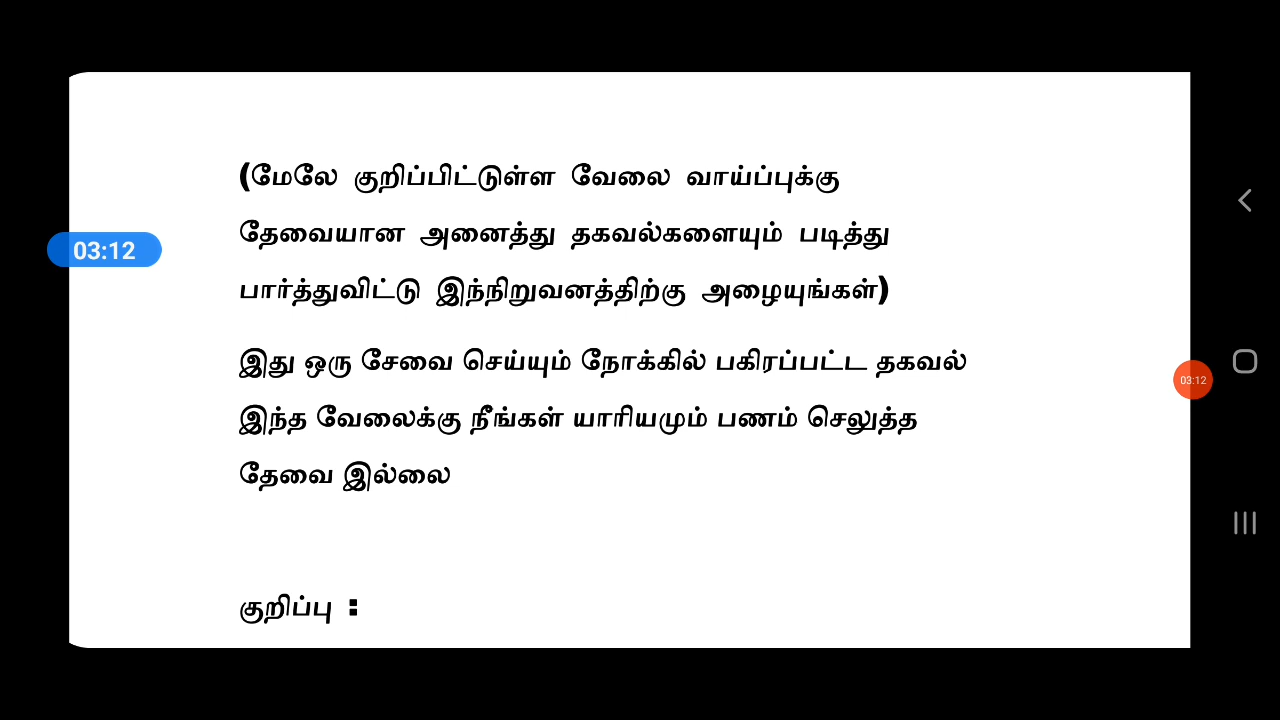 (மேலே குறிப்பிட்டுள்ள வேலை வாய்ப்புக்கு
தேவையான அனைத்து தகவல்களையும் படித்து
பார்த்துவிட்டு இந்நிறுவனத்திற்கு அழையுங்கள்)
03:12
இது ஒரு சேவை செய்யும் நோக்கில் பகிரப்பட்ட தகவல்
03:12
இந்த வேலைக்கு நீங்கள் யாரியமும் பணம் செலுத்த
தேவை இல்லை
குறிப்பு :